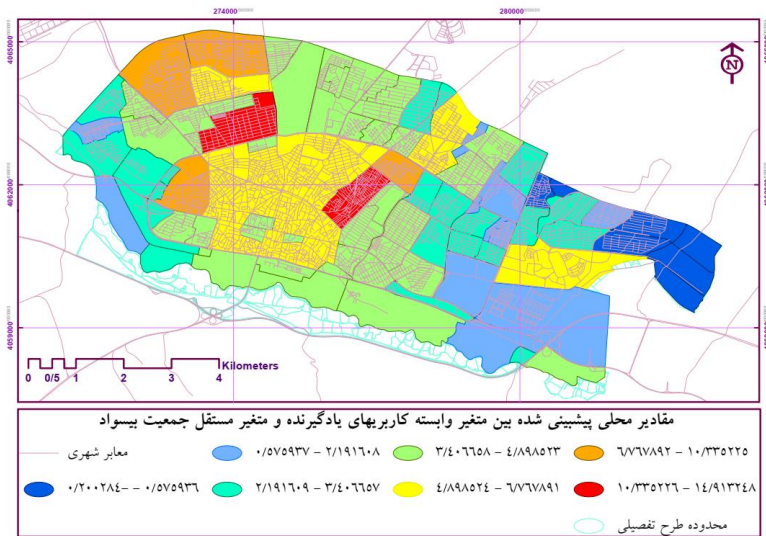 274000
280000
4065000
4065000
N
4062000
4059000
Kilometers
0 0/5 1 2 3 4
مقادیر محلی پیشبینی شده بین متغیر وابسته کاربریهای یادگیرنده و متغیر مستقل جمعیت بیسواد
۶/۷۶۷۸۹۲ - ۱۰/۳۳۵۲۲۵ ۳/۴۰۶۶۵۸ - ۴/۸۹۸۵۲۳ ۰/۵۷۵۹۳۷ - ۲/۱۹۱۶۰۸ معابر شهری
۱۰/۳۳۵۲۲۶ - ۱۴/۹۱۳۲۴۸ ۴/۸۹۸۵۲۴ - ۶/۷۶۷۸۹۱ ۲/۱۹۱۶۰۹ - ۳/۴۰۶۶۵۷ ۰/۲۰۰۲۸۴ - -۰/۵۷۵۹۳۶
محدوده طرح تفصیلی